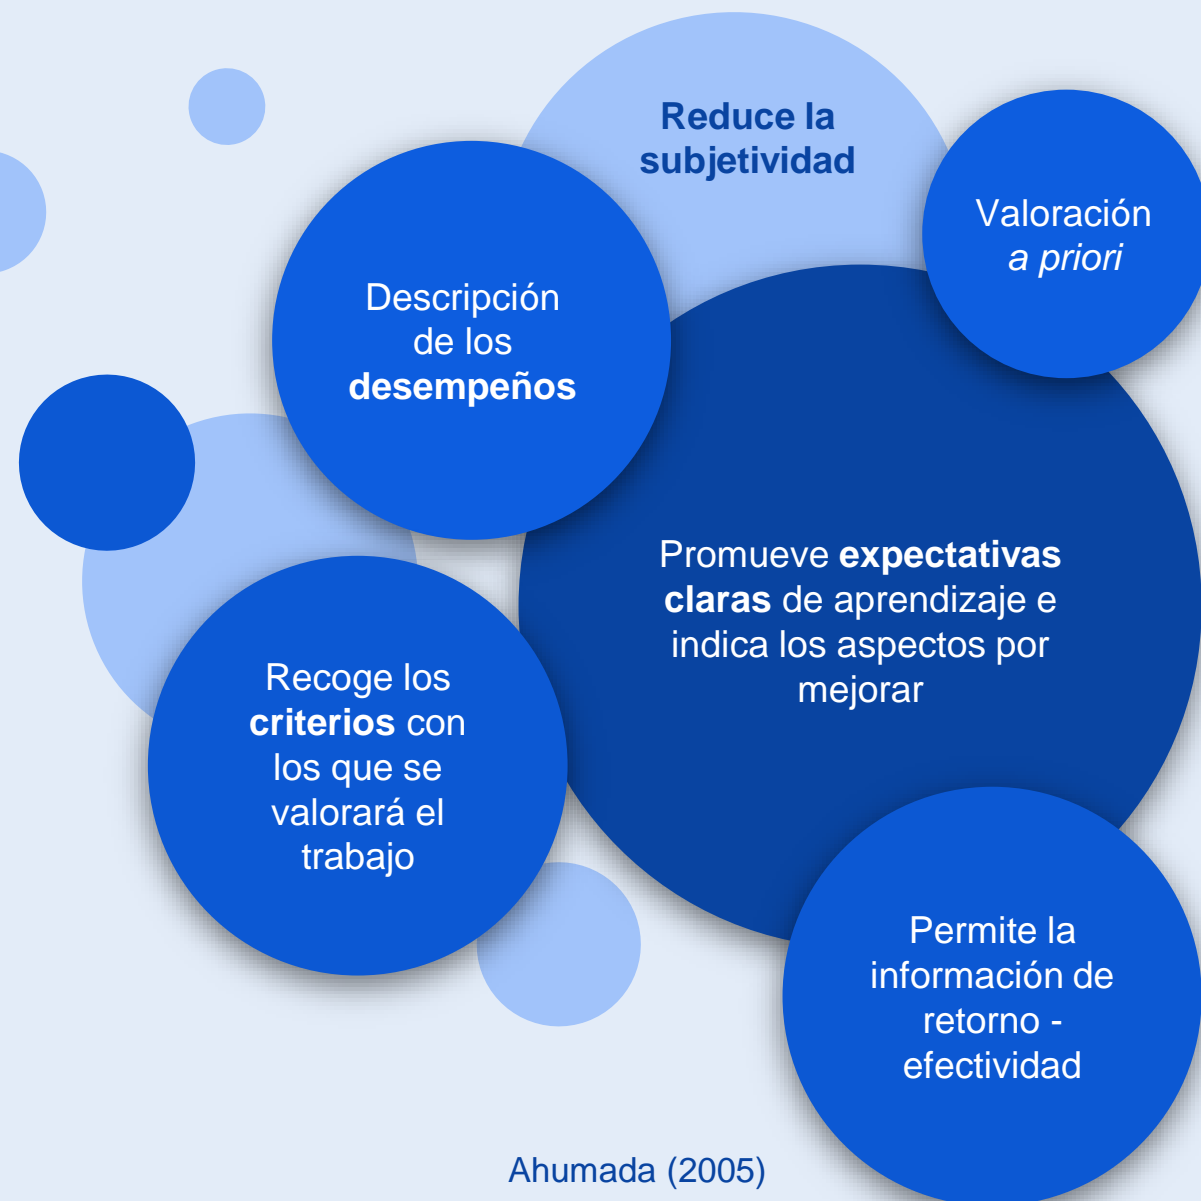 Reduce la
subjetividad
Valoración
a priori
Descripción
de los
desempeños
Promueve expectativas
claras de aprendizaje e
indica los aspectos por
mejorar
Recoge los
criterios con
los que se
valorará el
trabajo
Permite la
información de
retorno -
efectividad
Ahumada (2005)